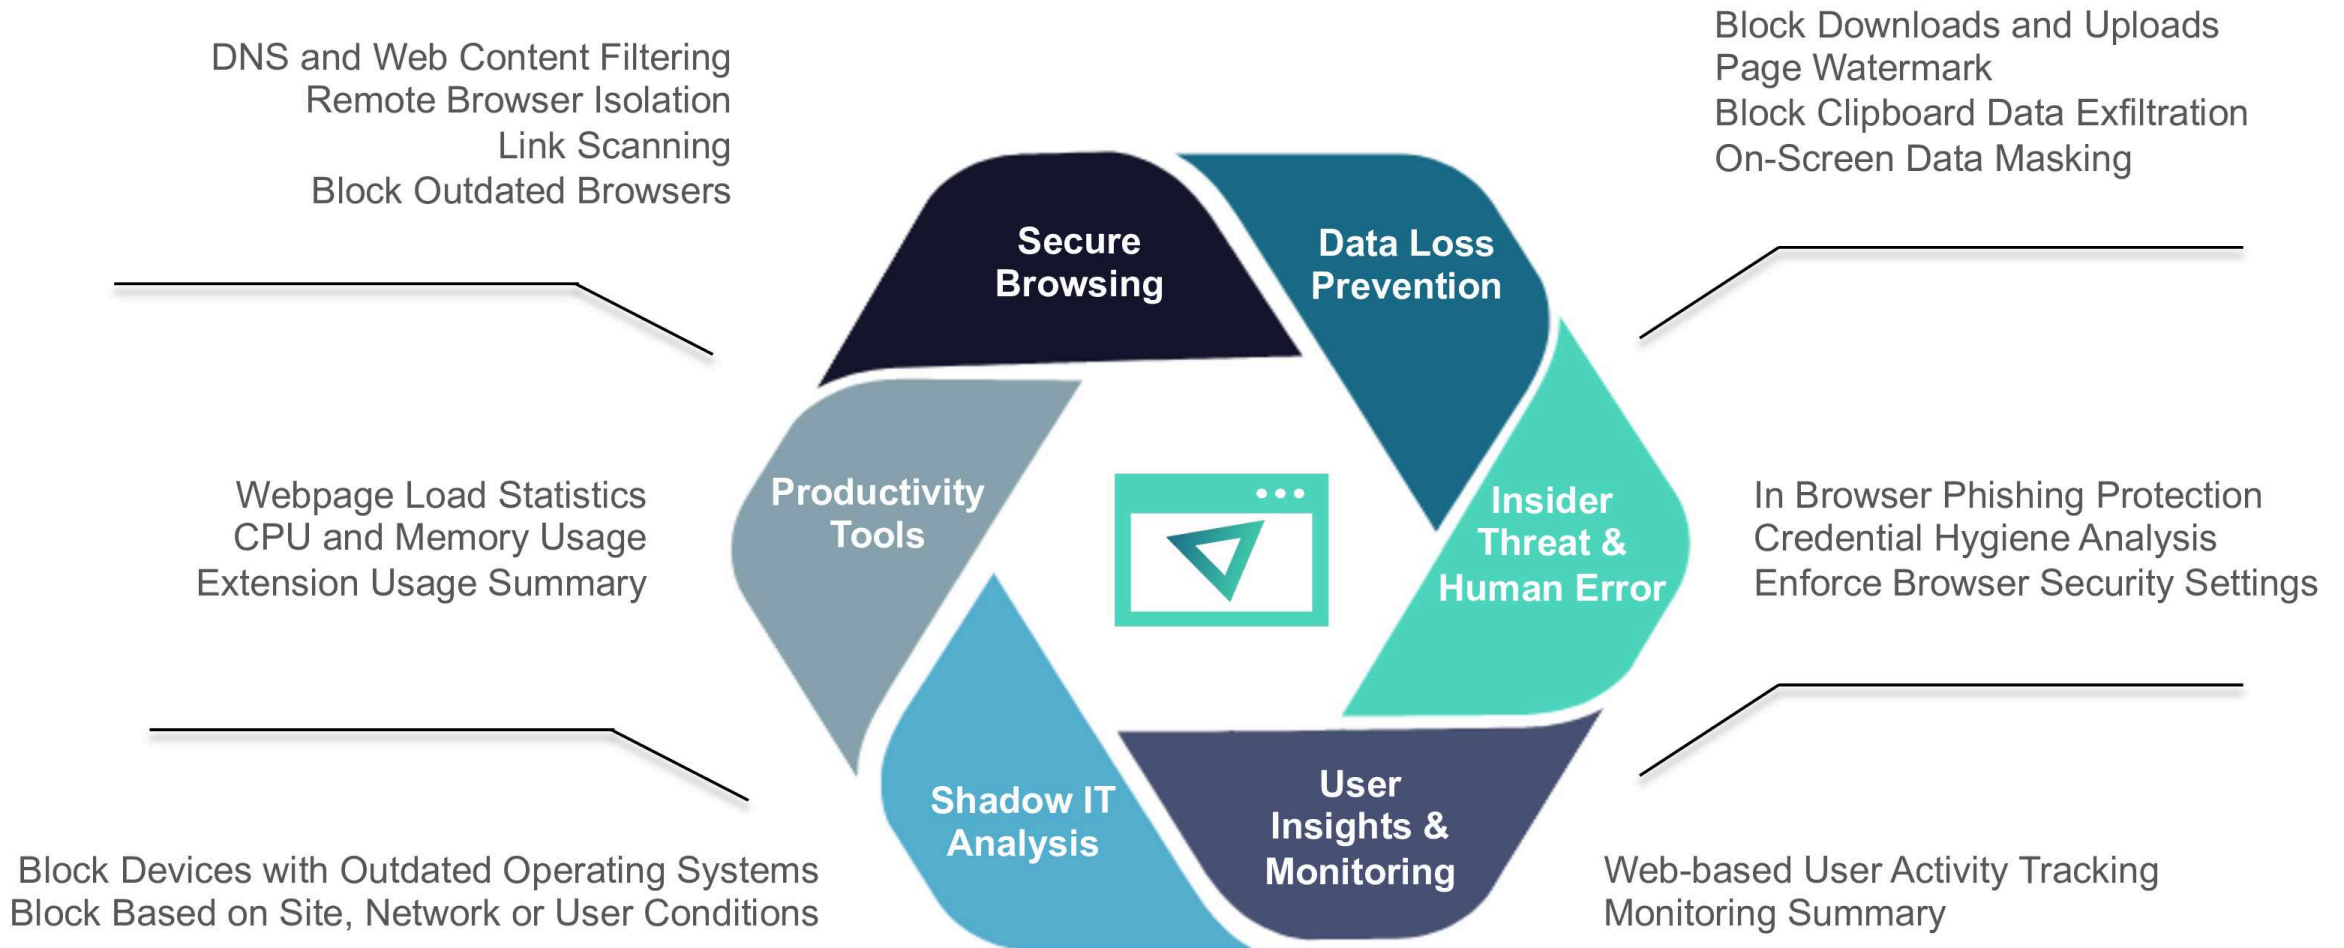 DNS and Web Content Filtering
Remote Browser Isolation
Link Scanning
Block Outdated Browsers
Block Downloads and Uploads
Page Watermark
Block Clipboard Data Exfiltration
On-Screen Data Masking
Secure
Browsing
Data Loss
Prevention
Webpage Load Statistics
CPU and Memory Usage
Extension Usage Summary
Productivity
Tools
Insider
Threat &
Human Error
In Browser Phishing Protection
Credential Hygiene Analysis
Enforce Browser Security Settings
Block Devices with Outdated Operating Systems
Block Based on Site, Network or User Conditions
Shadow IT
Analysis
User
Insights &
Monitoring
Web-based User Activity Tracking
Monitoring Summary